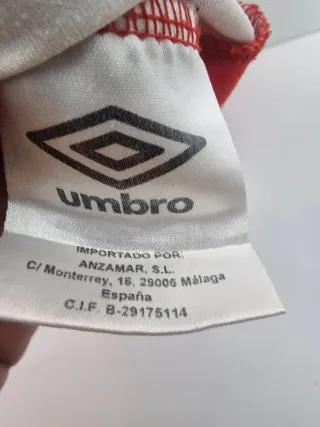 umbro
IMPORTADO POR:
ANZAMAR, S.L.
C/ Monterrey, 16, 29006 Málaga
España
C.I.F. B-29175114